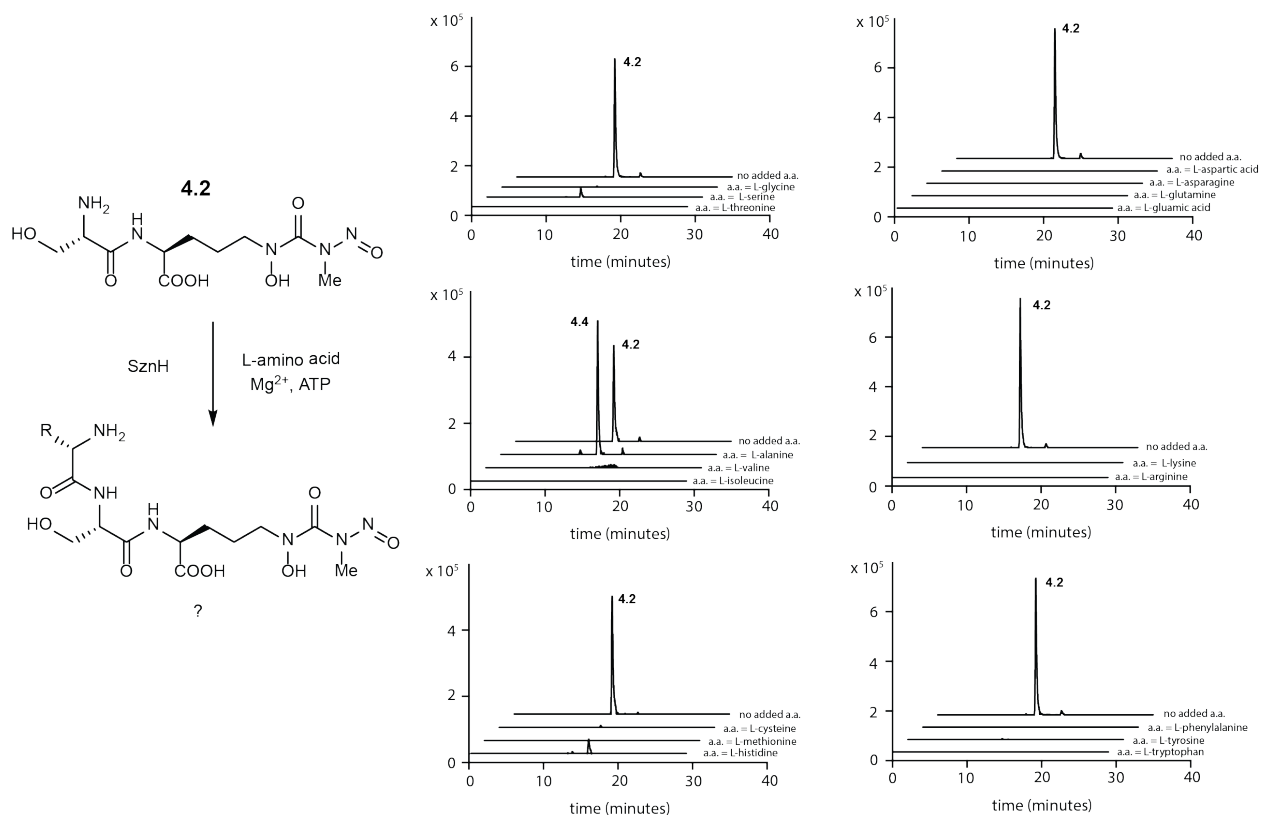 4.2
NH2
HO
H
N
O
COOH
O
N
OH
N
Me
N
O
SznH
L-amino acid
Mg2+, ATP
R
NH2
O
NH
HO
H
N
O
COOH
O
N
OH
N
Me
N
O
?
x 10^5
6
4
2
0
4.2
no added a.a.
a.a. = L-glycine
a.a. = L-serine
a.a. = L-threonine
0 10 20 30 40
time (minutes)
x 10^5
6
4
2
0
4.2
no added a.a.
a.a. = L-aspartic acid
a.a. = L-asparagine
a.a. = L-glutamine
a.a. = L-gluamic acid
0 10 20 30 40
time (minutes)
x 10^5
4
2
0
4.4
4.2
no added a.a.
a.a. = L-alanine
a.a. = L-valine
a.a. = L-isoleucine
0 10 20 30 40
time (minutes)
x 10^5
6
4
2
0
4.2
no added a.a.
a.a. = L-lysine
a.a. = L-arginine
0 10 20 30 40
time (minutes)
x 10^5
4
2
0
4.2
no added a.a.
a.a. = L-cysteine
a.a. = L-methionine
a.a. = L-histidine
0 10 20 30 40
time (minutes)
x 10^5
6
4
2
0
4.2
no added a.a.
a.a. = L-phenylalanine
a.a. = L-tyrosine
a.a. = L-tryptophan
0 10 20 30 40
time (minutes)